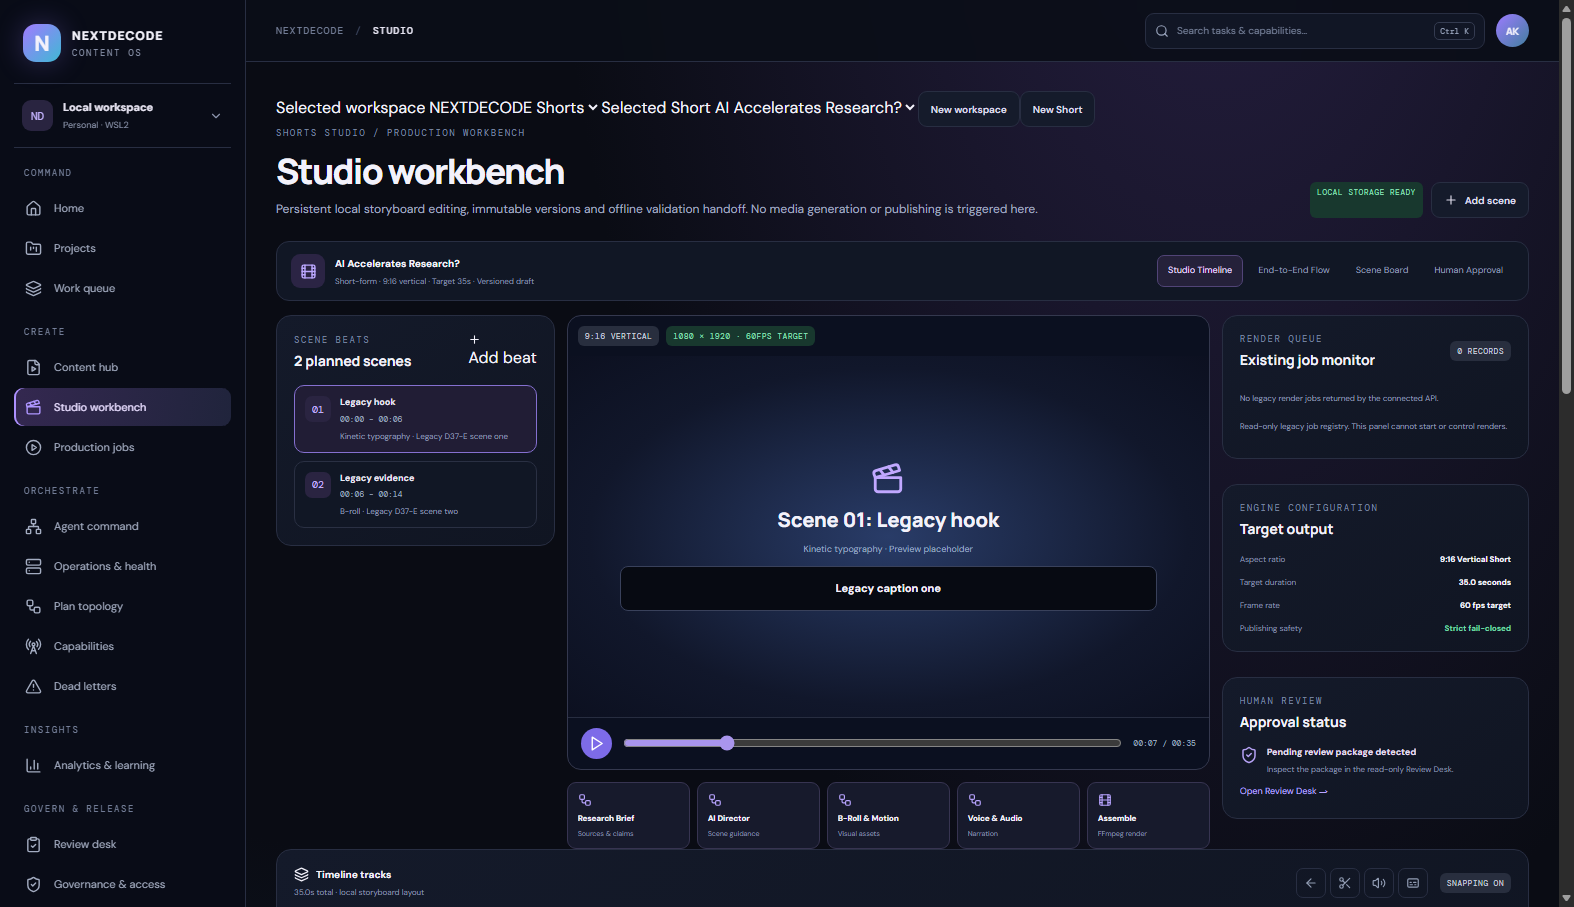 N
NEXTDECODE
CONTENT OS
ND
Local workspace
Personal · WSL2
COMMAND
Home
Projects
Work queue
CREATE
Content hub
Studio workbench
Production jobs
ORCHESTRATE
Agent command
Operations & health
Plan topology
Capabilities
Dead letters
INSIGHTS
Analytics & learning
GOVERN & RELEASE
Review desk
Governance & access
NEXTDECODE / STUDIO
Search tasks & capabilities...
Ctrl K
AK
Selected workspace NEXTDECODE Shorts Selected Short AI Accelerates Research? New workspace New Short
SHORTS STUDIO / PRODUCTION WORKBENCH
Studio workbench
Persistent local storyboard editing, immutable versions and offline validation handoff. No media generation or publishing is triggered here.
LOCAL STORAGE READY
+ Add scene
AI Accelerates Research?
Short-form · 9:16 vertical · Target 35s · Versioned draft
Studio Timeline
End-to-End Flow
Scene Board
Human Approval
SCENE BEATS
2 planned scenes
+
Add beat
01
Legacy hook
00:00 – 00:06
Kinetic typography · Legacy D37-E scene one
02
Legacy evidence
00:06 – 00:14
B-roll · Legacy D37-E scene two
9:16 VERTICAL
1080 × 1920 · 60FPS TARGET
Scene 01: Legacy hook
Kinetic typography · Preview placeholder
Legacy caption one
00:07 / 00:35
Research Brief
Sources & claims
AI Director
Scene guidance
B-Roll & Motion
Visual assets
Voice & Audio
Narration
Assemble
FFmpeg render
RENDER QUEUE
Existing job monitor
0 RECORDS
No legacy render jobs returned by the connected API.
Read-only legacy job registry. This panel cannot start or control renders.
ENGINE CONFIGURATION
Target output
Aspect ratio 9:16 Vertical Short
Target duration 35.0 seconds
Frame rate 60 fps target
Publishing safety Strict fail-closed
HUMAN REVIEW
Approval status
Pending review package detected
Inspect the package in the read-only Review Desk.
Open Review Desk →
Timeline tracks
35.0s total · local storyboard layout
SNAPPING ON